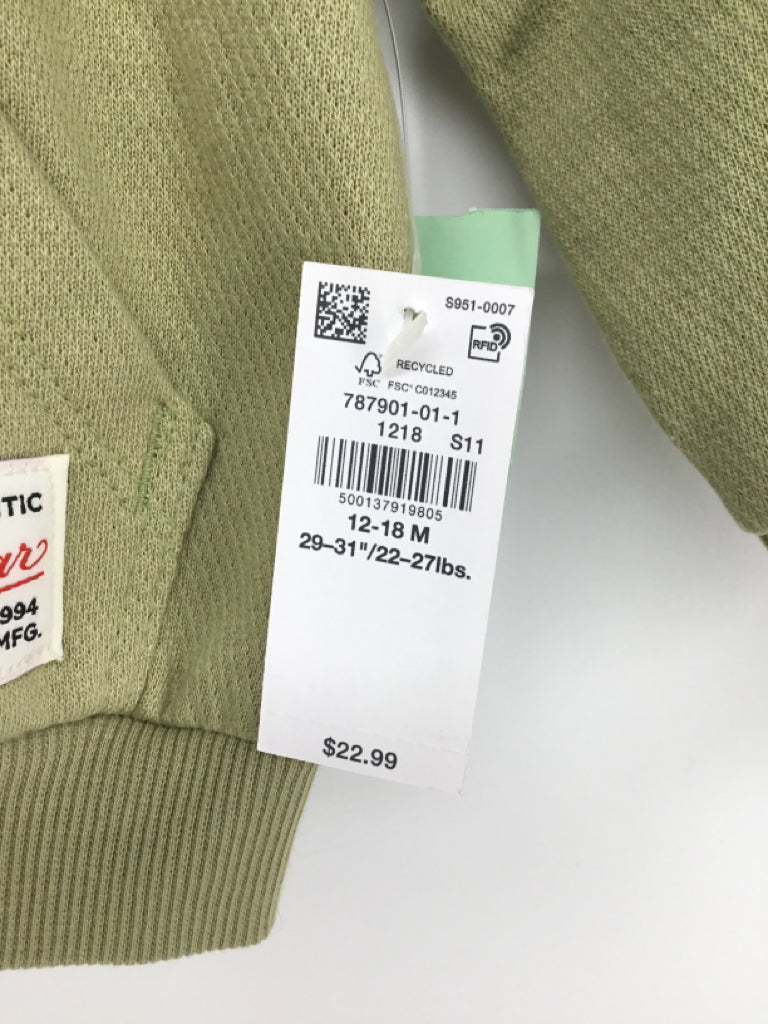 S951-0007
RFID
RECYCLED
FSC FSC® C012345
787901-01-1
1218 S11
500137919805
12-18 M
29–31"/22–27lbs.
$22.99
TIC
ar
994
MFG.